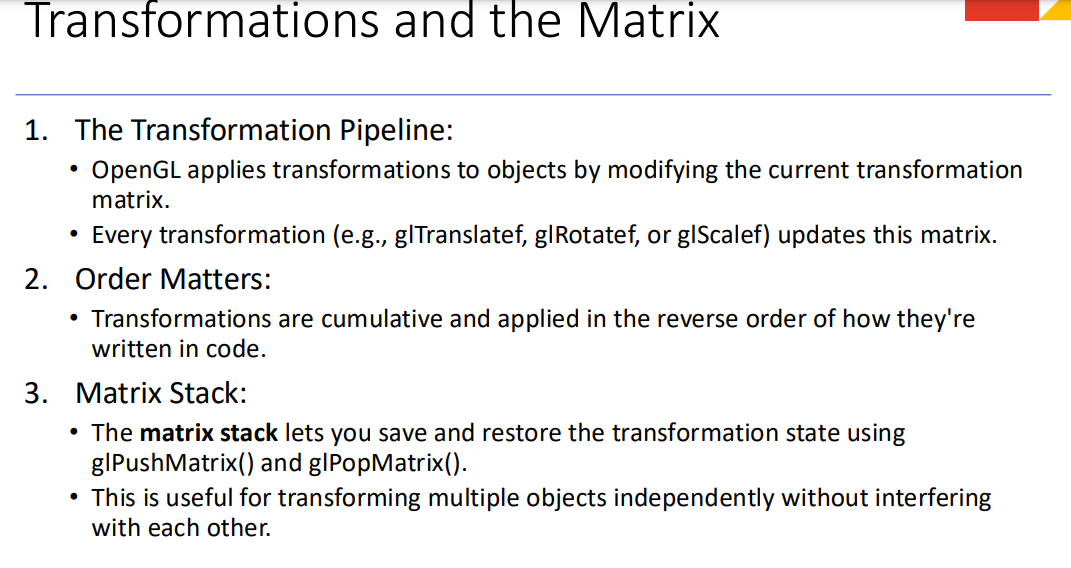 Transformations and the Matrix
1. The Transformation Pipeline:
• OpenGL applies transformations to objects by modifying the current transformation
matrix.
• Every transformation (e.g., glTranslatef, glRotatef, or glScalef) updates this matrix.
2. Order Matters:
• Transformations are cumulative and applied in the reverse order of how they're
written in code.
3. Matrix Stack:
• The matrix stack lets you save and restore the transformation state using
glPushMatrix() and glPopMatrix().
• This is useful for transforming multiple objects independently without interfering
with each other.